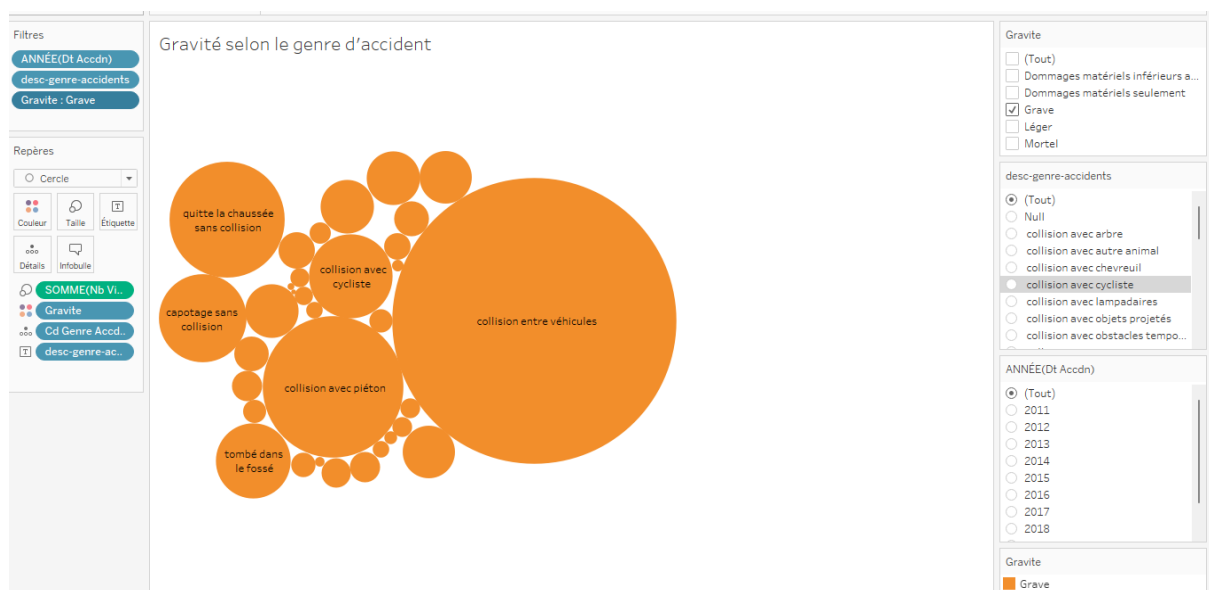 Filtres
ANNÉE(Dt Accdn)
desc-genre-accidents
Gravite : Grave
Repères
Cercle
Couleur
Taille
Étiquette
Détails
Infobulle
SOMME(Nb Vi..
Gravite
Cd Genre Accd..
desc-genre-ac..
Gravité selon le genre d'accident
quitte la chaussée
sans collision
collision avec
cycliste
capotage sans
collision
collision entre véhicules
collision avec piéton
tombé dans
le fossé
Gravite
(Tout)
Dommages matériels inférieurs a...
Dommages matériels seulement
Grave
Léger
Mortel
desc-genre-accidents
(Tout)
Null
collision avec arbre
collision avec autre animal
collision avec chevreuil
collision avec cycliste
collision avec lampadaires
collision avec objets projetés
collision avec obstacles tempo...
ANNÉE(Dt Accdn)
(Tout)
2011
2012
2013
2014
2015
2016
2017
2018
Gravite
Grave